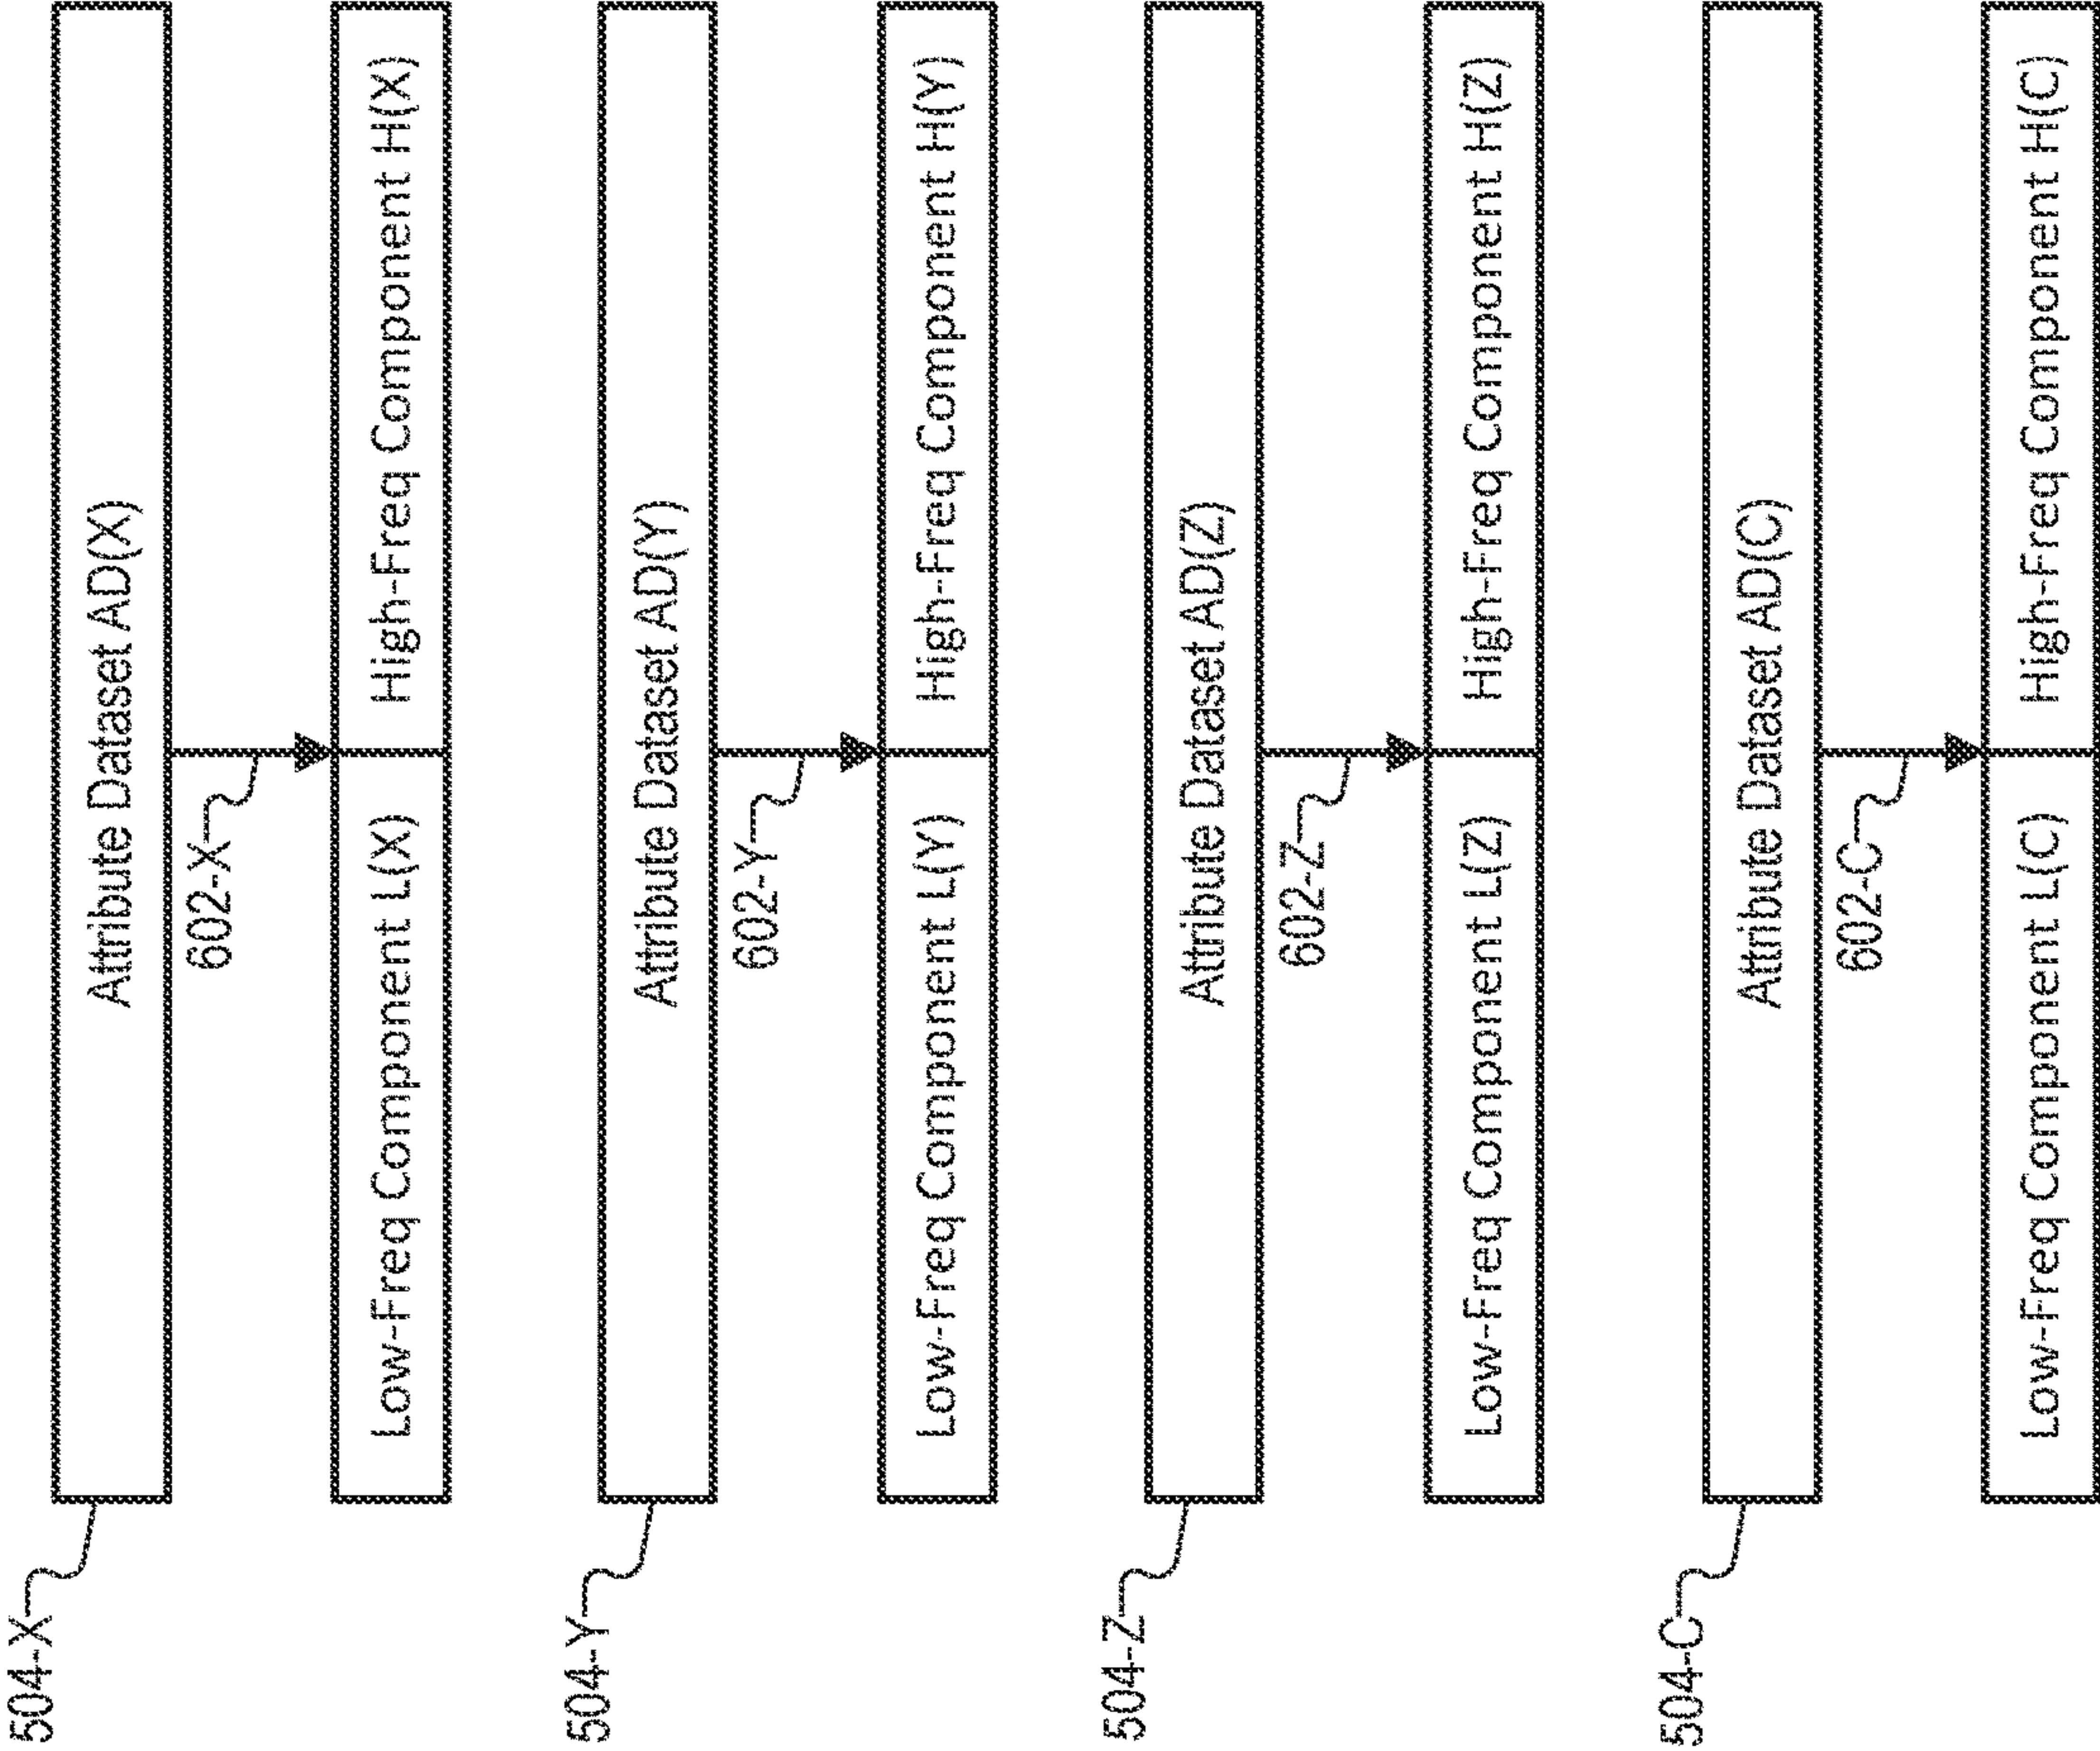 504-X
Attribute Dataset AD(X)
602-X
Low-Freq Component L(X)
High-Freq Component H(X)
504-Y
Attribute Dataset AD(Y)
602-Y
Low-Freq Component L(Y)
High-Freq Component H(Y)
504-Z
Attribute Dataset AD(Z)
602-Z
Low-Freq Component L(Z)
High-Freq Component H(Z)
504-C
Attribute Dataset AD(C)
602-C
Low-Freq Component L(C)
High-Freq Component H(C)